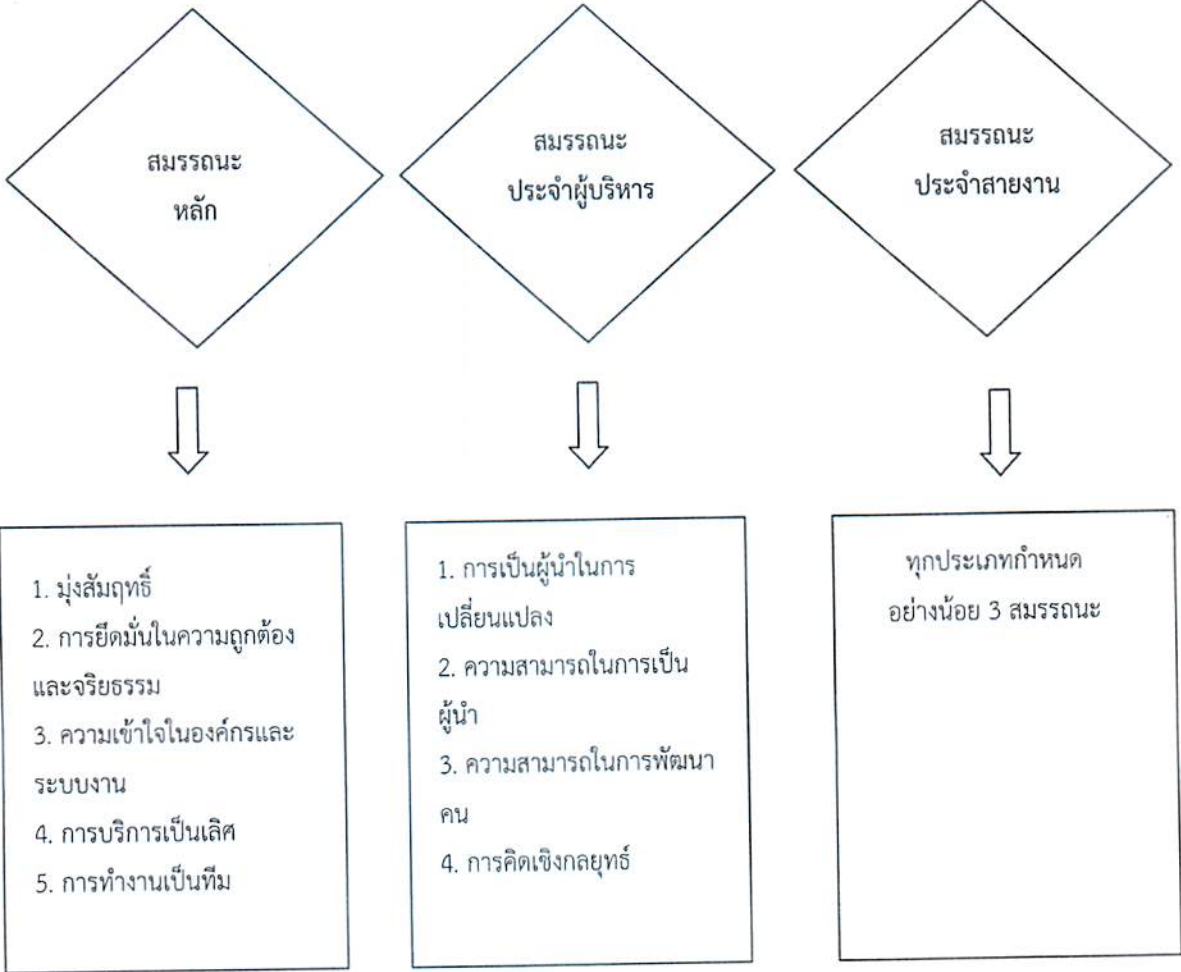 สมรรถนะ
หลัก
สมรรถนะ
ประจำผู้บริหาร
สมรรถนะ
ประจำสายงาน
1. มุ่งสัมฤทธิ์
2. การยึดมั่นในความถูกต้อง
และจริยธรรม
3. ความเข้าใจในองค์กรและ
ระบบงาน
4. การบริการเป็นเลิศ
5. การทำงานเป็นทีม
1. การเป็นผู้นำในการ
เปลี่ยนแปลง
2. ความสามารถในการเป็น
ผู้นำ
3. ความสามารถในการพัฒนา
คน
4. การคิดเชิงกลยุทธ์
ทุกประเภทกำหนด
อย่างน้อย 3 สมรรถนะ